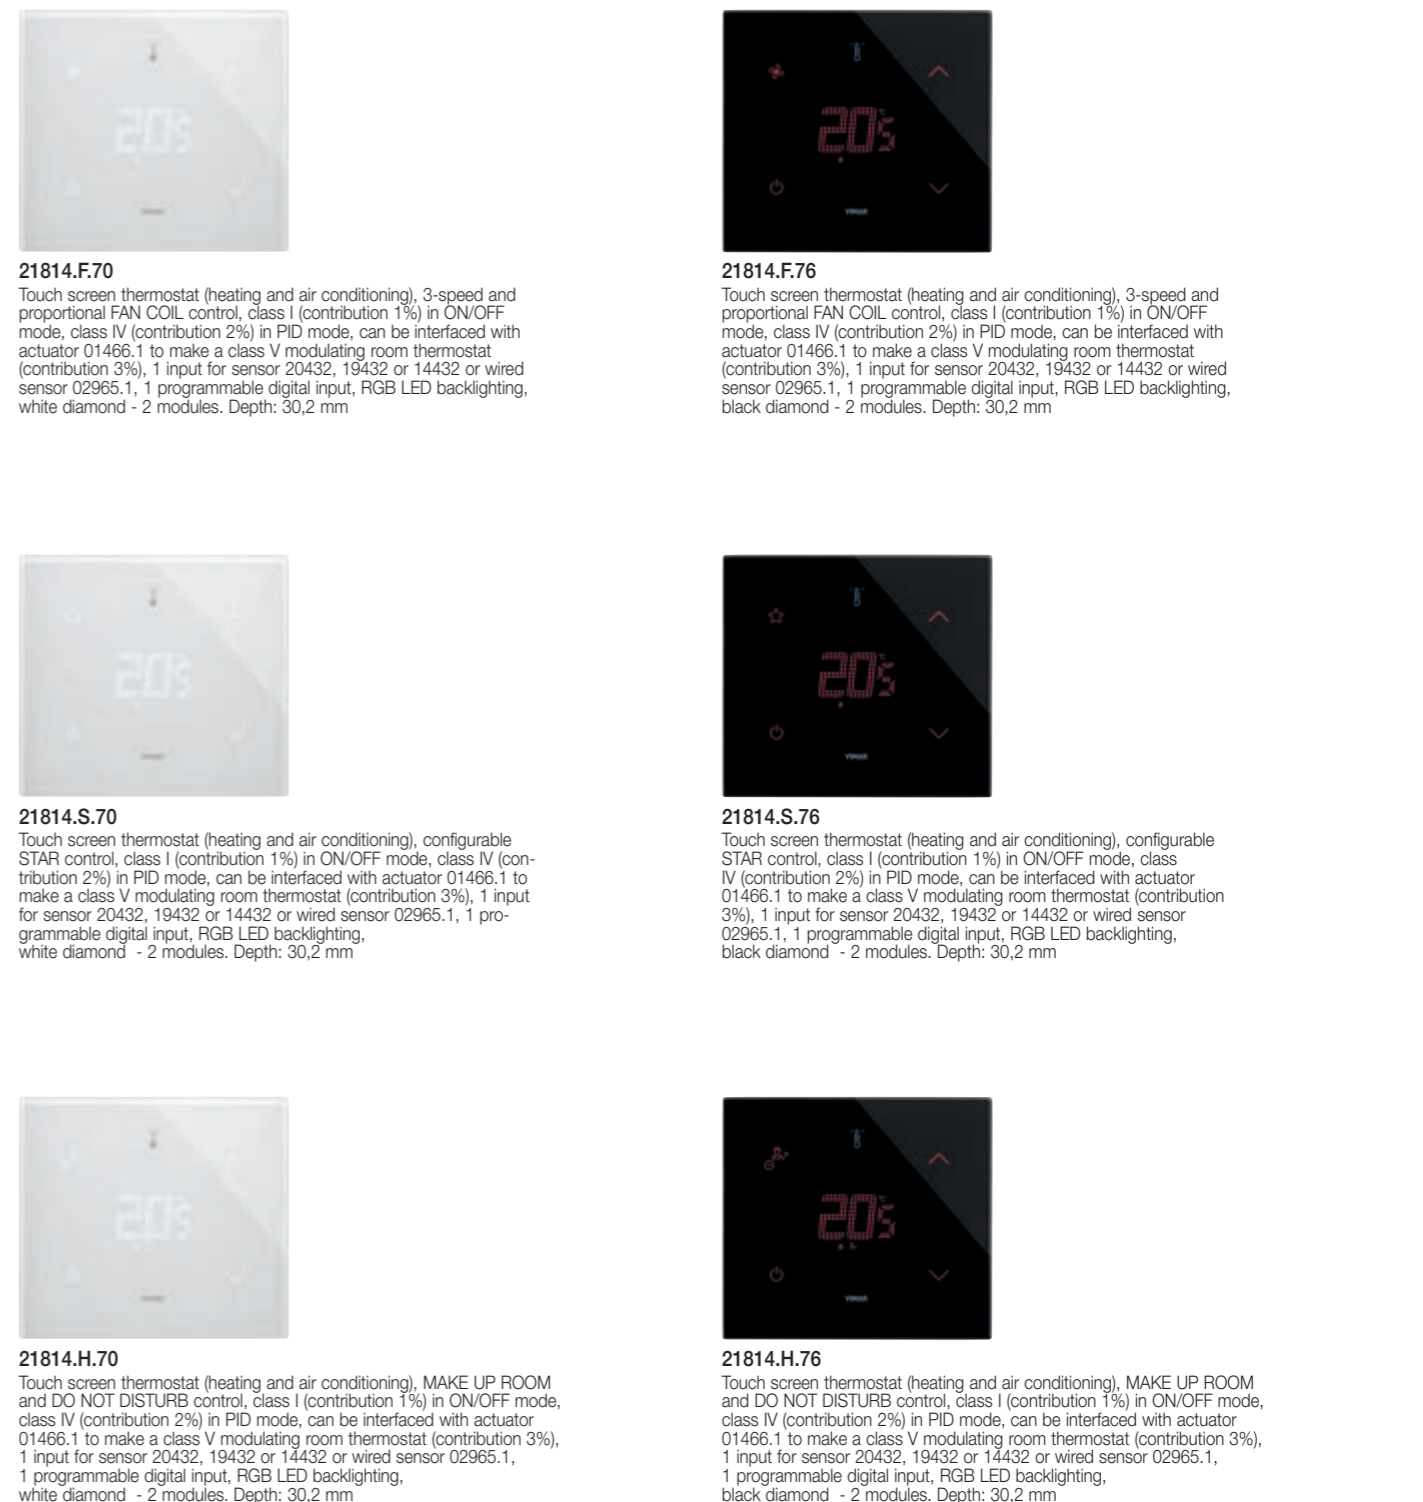 20.5
°C
20.5
VIMAR
21814.F.70
Touch screen thermostat (heating and air conditioning), 3-speed and
proportional FAN COIL control, class I (contribution 1%) in ON/OFF
mode, class IV (contribution 2%) in PID mode, can be interfaced with
actuator 01466.1 to make a class V modulating room thermostat
(contribution 3%), 1 input for sensor 20432, 19432 or 14432 or wired
sensor 02965.1, 1 programmable digital input, RGB LED backlighting,
white diamond - 2 modules. Depth: 30,2 mm
21814.F.76
Touch screen thermostat (heating and air conditioning), 3-speed and
proportional FAN COIL control, class I (contribution 1%) in ON/OFF
mode, class IV (contribution 2%) in PID mode, can be interfaced with
actuator 01466.1 to make a class V modulating room thermostat
(contribution 3%), 1 input for sensor 20432, 19432 or 14432 or wired
sensor 02965.1, 1 programmable digital input, RGB LED backlighting,
black diamond - 2 modules. Depth: 30,2 mm
20.5
°C
20.5
VIMAR
21814.S.70
Touch screen thermostat (heating and air conditioning), configurable
STAR control, class I (contribution 1%) in ON/OFF mode, class IV (con-
tribution 2%) in PID mode, can be interfaced with actuator 01466.1 to
make a class V modulating room thermostat (contribution 3%), 1 input
for sensor 20432, 19432 or 14432 or wired sensor 02965.1, 1 pro-
grammable digital input, RGB LED backlighting,
white diamond - 2 modules. Depth: 30,2 mm
21814.S.76
Touch screen thermostat (heating and air conditioning), configurable
STAR control, class I (contribution 1%) in ON/OFF mode, class
IV (contribution 2%) in PID mode, can be interfaced with actuator
01466.1 to make a class V modulating room thermostat (contribution
3%), 1 input for sensor 20432, 19432 or 14432 or wired sensor
02965.1, 1 programmable digital input, RGB LED backlighting,
black diamond - 2 modules. Depth: 30,2 mm
20.5
°C
20.5
VIMAR
21814.H.70
Touch screen thermostat (heating and air conditioning), MAKE UP ROOM
and DO NOT DISTURB control, class I (contribution 1%) in ON/OFF mode,
class IV (contribution 2%) in PID mode, can be interfaced with actuator
01466.1 to make a class V modulating room thermostat (contribution 3%),
1 input for sensor 20432, 19432 or 14432 or wired sensor 02965.1,
1 programmable digital input, RGB LED backlighting,
white diamond - 2 modules. Depth: 30,2 mm
21814.H.76
Touch screen thermostat (heating and air conditioning), MAKE UP ROOM
and DO NOT DISTURB control, class I (contribution 1%) in ON/OFF mode,
class IV (contribution 2%) in PID mode, can be interfaced with actuator
01466.1 to make a class V modulating room thermostat (contribution 3%),
1 input for sensor 20432, 19432 or 14432 or wired sensor 02965.1,
1 programmable digital input, RGB LED backlighting,
black diamond - 2 modules. Depth: 30,2 mm